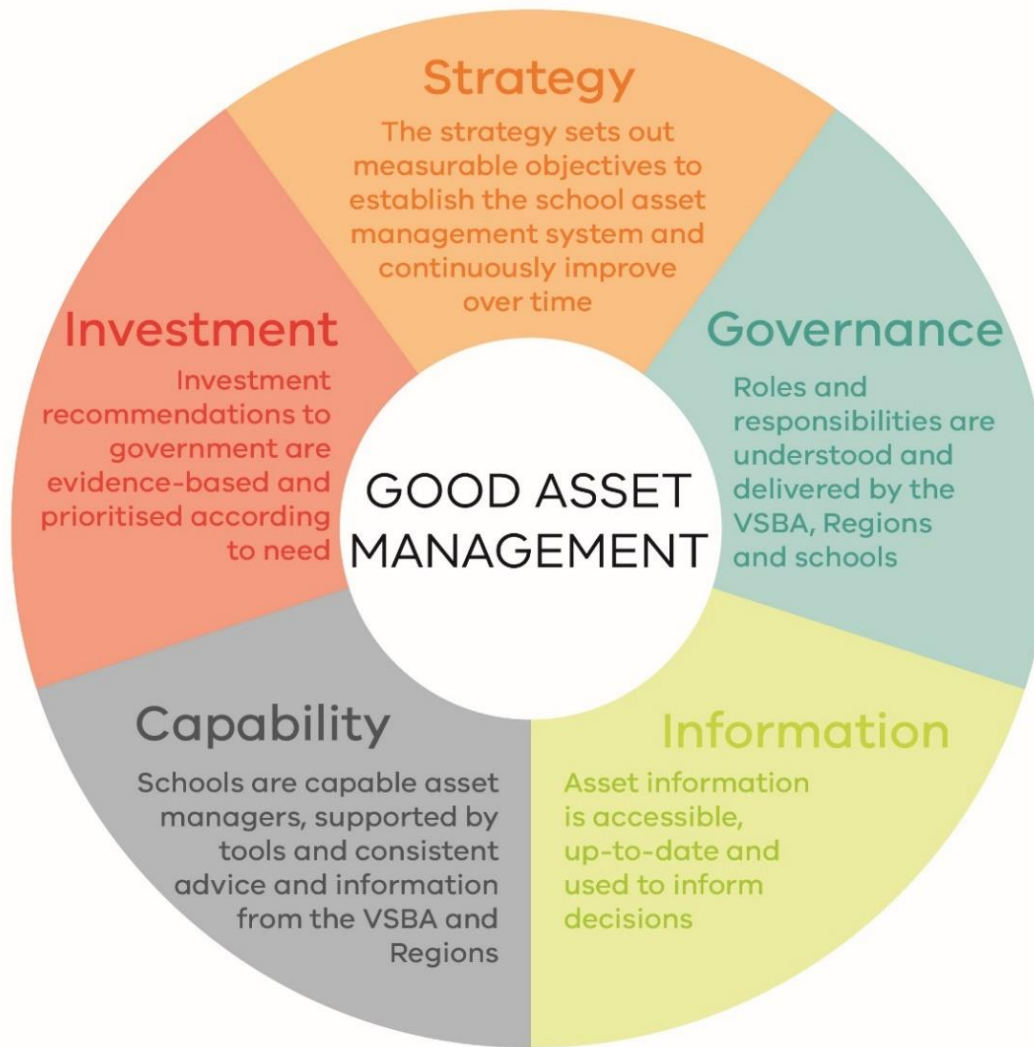 Strategy
The strategy sets out
measurable objectives to
establish the school asset
management system and
continuously improve
over time
Governance
Roles and
responsibilities are
understood and
delivered by the
VSBA, Regions
and schools
Information
Asset information
is accessible,
up-to-date and
used to inform
decisions
Capability
Schools are capable asset
managers, supported by
tools and consistent
advice and information
from the VSBA and
Regions
Investment
Investment
recommendations to
government are
evidence-based and
prioritised according
to need
GOOD ASSET
MANAGEMENT